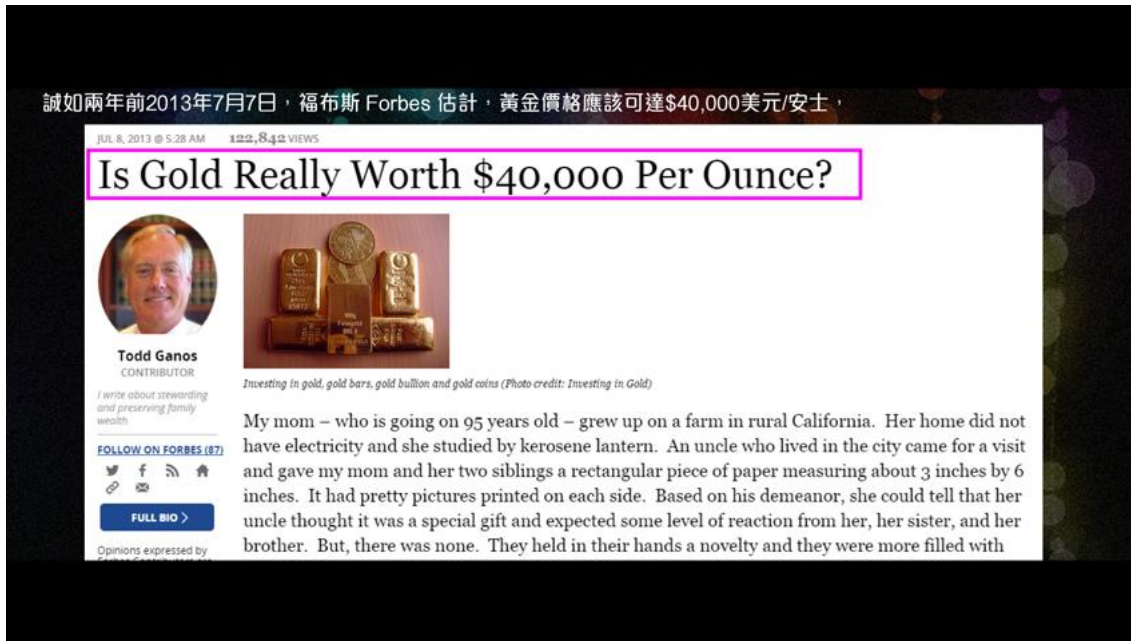 誠如兩年前2013年7月7日，福布斯 Forbes 估計，黃金價格應該可達$40,000美元/安士，
JUL 8, 2013 @ 5:28 AM 122,842 VIEWS
Is Gold Really Worth $40,000 Per Ounce?
Todd Ganos
CONTRIBUTOR
I write about stewarding
and preserving family
wealth
FOLLOW ON FORBES (87)
FULL BIO >
Opinions expressed by
Investing in gold, gold bars, gold bullion and gold coins (Photo credit: Investing in Gold)
My mom – who is going on 95 years old – grew up on a farm in rural California. Her home did not
have electricity and she studied by kerosene lantern. An uncle who lived in the city came for a visit
and gave my mom and her two siblings a rectangular piece of paper measuring about 3 inches by 6
inches. It had pretty pictures printed on each side. Based on his demeanor, she could tell that her
uncle thought it was a special gift and expected some level of reaction from her, her sister, and her
brother. But, there was none. They held in their hands a novelty and they were more filled with